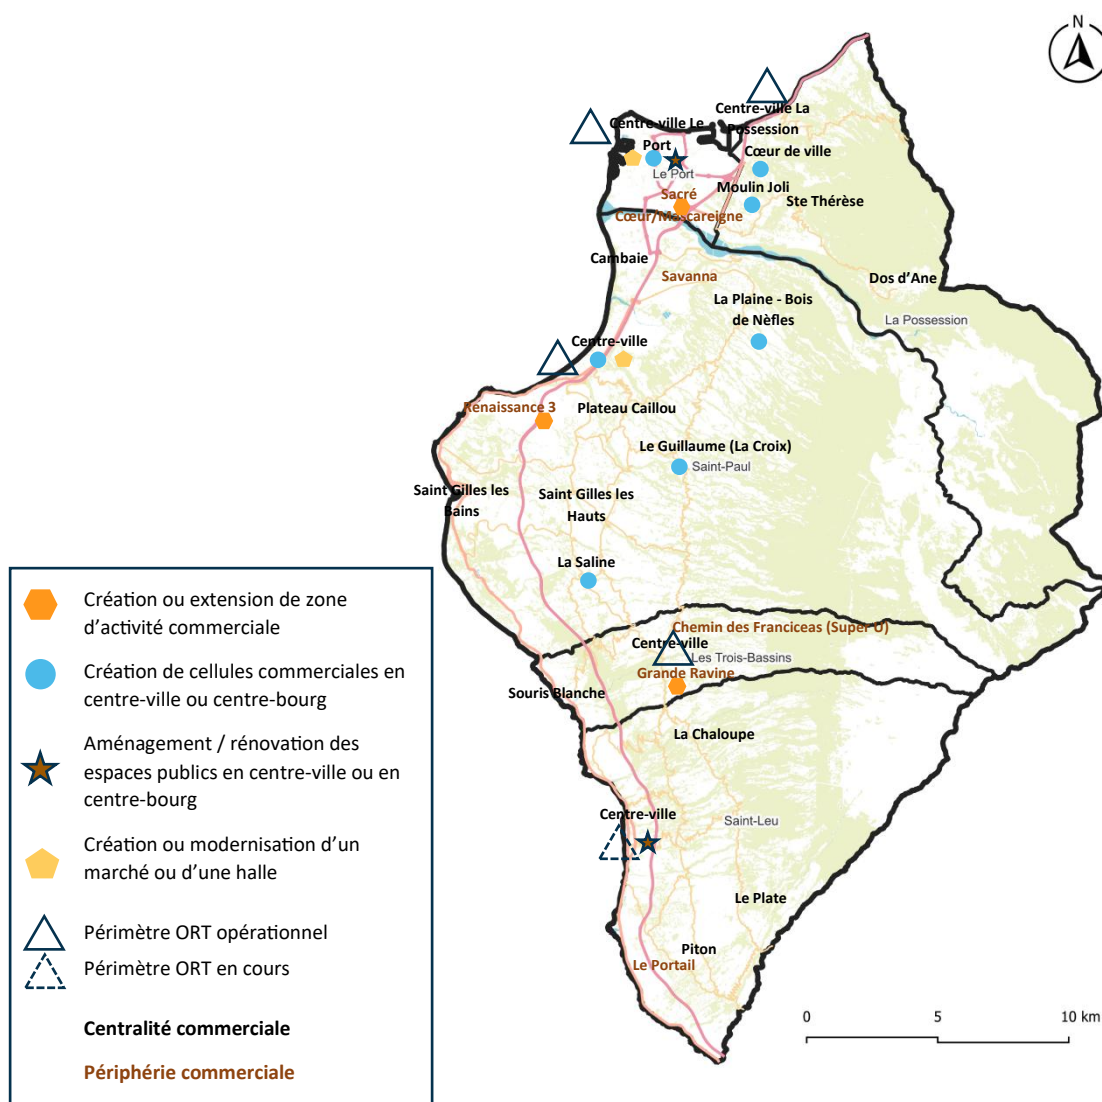 N
Centre-ville La
Possession
Centre-ville Le
Port
Cœur de ville
Le Port
Moulin Joli
Sacré
Ste Thérèse
Cœur/Mascareigne
Cambaie
Savanna
Dos d’Ane
La Plaine - Bois
de Nèfles
La Possession
Centre-ville
Renaissance 3
Plateau Caillou
Le Guillaume (La Croix)
Saint-Paul
Saint Gilles les
Bains
Saint Gilles les
Hauts
La Saline
Chemin des Franciceas (Super U)
Centre-ville
Les Trois-Bassins
Grande Ravine
Souris Blanche
La Chaloupe
Centre-ville
Saint-Leu
Le Plate
Piton
Le Portail
0 5 10 km
Création ou extension de zone
d’activité commerciale
Création de cellules commerciales en
centre-ville ou centre-bourg
Aménagement / rénovation des
espaces publics en centre-ville ou en
centre-bourg
Création ou modernisation d’un
marché ou d’une halle
Périmètre ORT opérationnel
Périmètre ORT en cours
Centralité commerciale
Périphérie commerciale